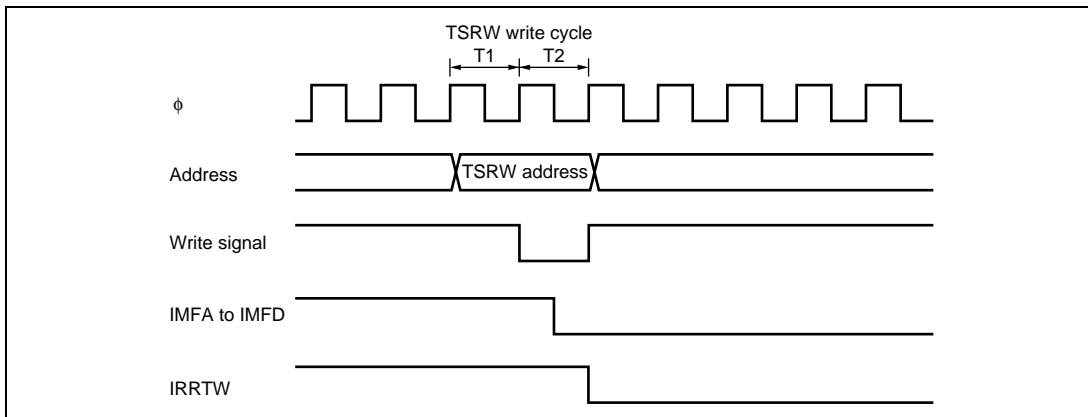 TSRW write cycle
T1 T2
ϕ
Address
TSRW address
Write signal
IMFA to IMFD
IRRTW